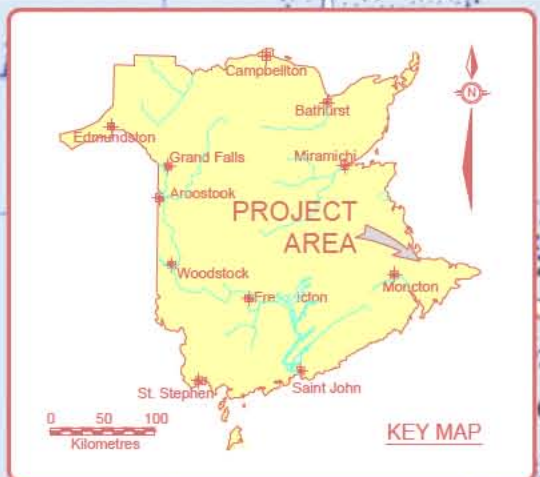 Campbellton
Bathurst
N
Edmundston
Grand Falls
Miramichi
Aroostook
PROJECT
AREA
Woodstock
Moncton
Fredericton
St. Stephen
Saint John
0 50 100
Kilometres
KEY MAP